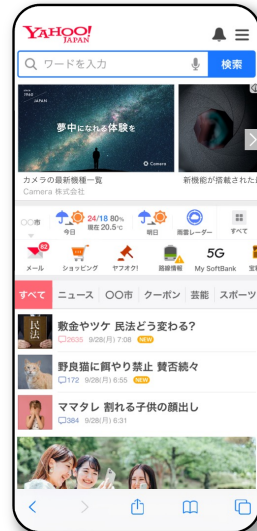 YAHOO!
JAPAN
ワードを入力
検索
夢中になれる体験を
Camera
カメラの最新機種一覧
Camera 株式会社
新機能が搭載された
〇〇市
24/18 80%
現在 20.5℃
今日
明日
雨雲レーダー
すべて
82
5G
メール
ショッピング
ヤフオク!
路線情報
My SoftBank
すべて
ニュース
〇〇市
クーポン
芸能
スポーツ
民法
敷金やツケ 民法どう変わる?
2635 9/28(月) 7:08 NEW
野良猫に餌やり禁止 賛否続々
172 9/28(月) 6:55 NEW
ママタレ 割れる子供の顔出し
384 9/28(月) 6:31